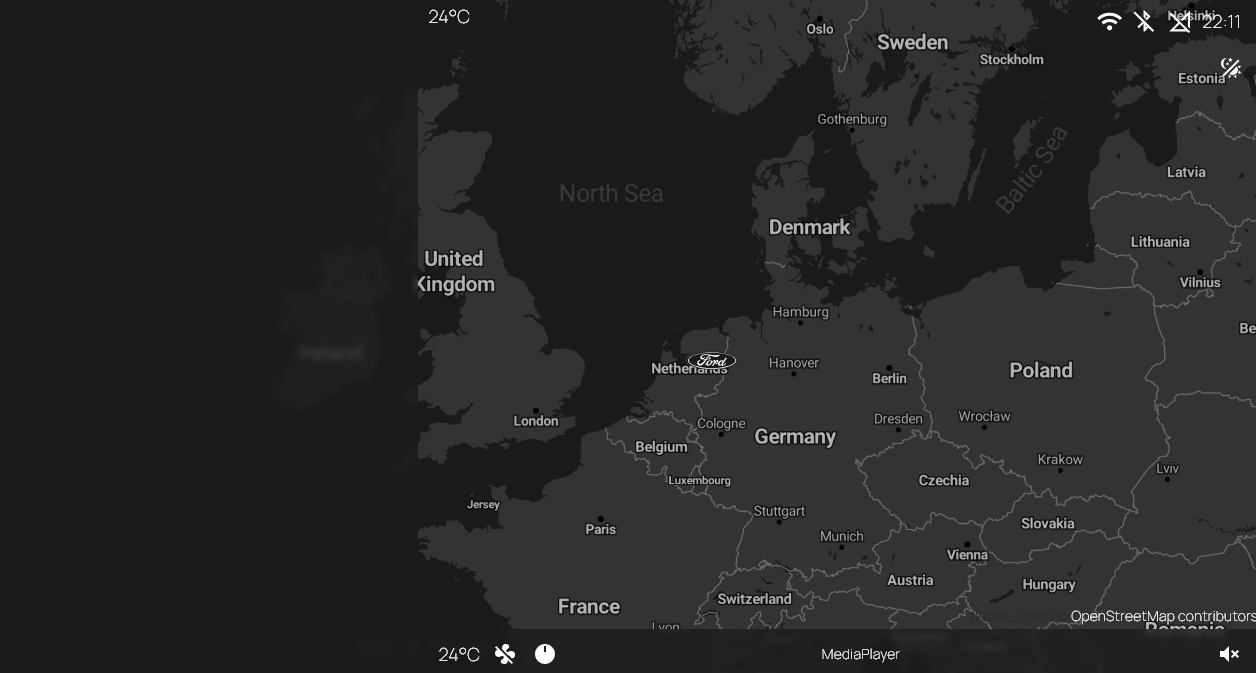 24°C
Helsinki
22:11
Oslo
Sweden
Stockholm
Estonia
Gothenburg
Baltic Sea
Latvia
North Sea
Denmark
Lithuania
United
Kingdom
Vilnius
Hamburg
Be
Ireland
Ford
Netherlands
Hanover
Berlin
Poland
London
Cologne
Dresden
Wrocław
Belgium
Germany
Krakow
Lviv
Luxembourg
Czechia
Jersey
Stuttgart
Slovakia
Paris
Munich
Vienna
Austria
Hungary
Switzerland
France
flutter_map | © OpenStreetMap contributors
Lyon
Romania
24°C
MediaPlayer